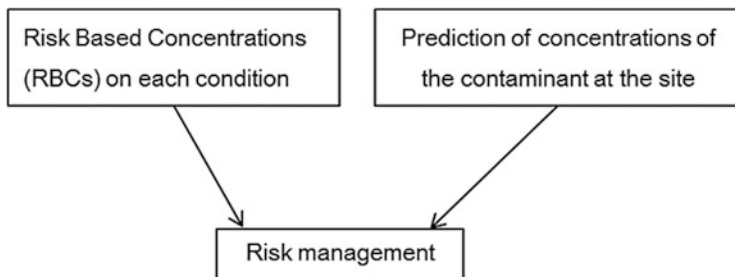 Risk Based Concentrations
(RBCs) on each condition
Prediction of concentrations of
the contaminant at the site
Risk management